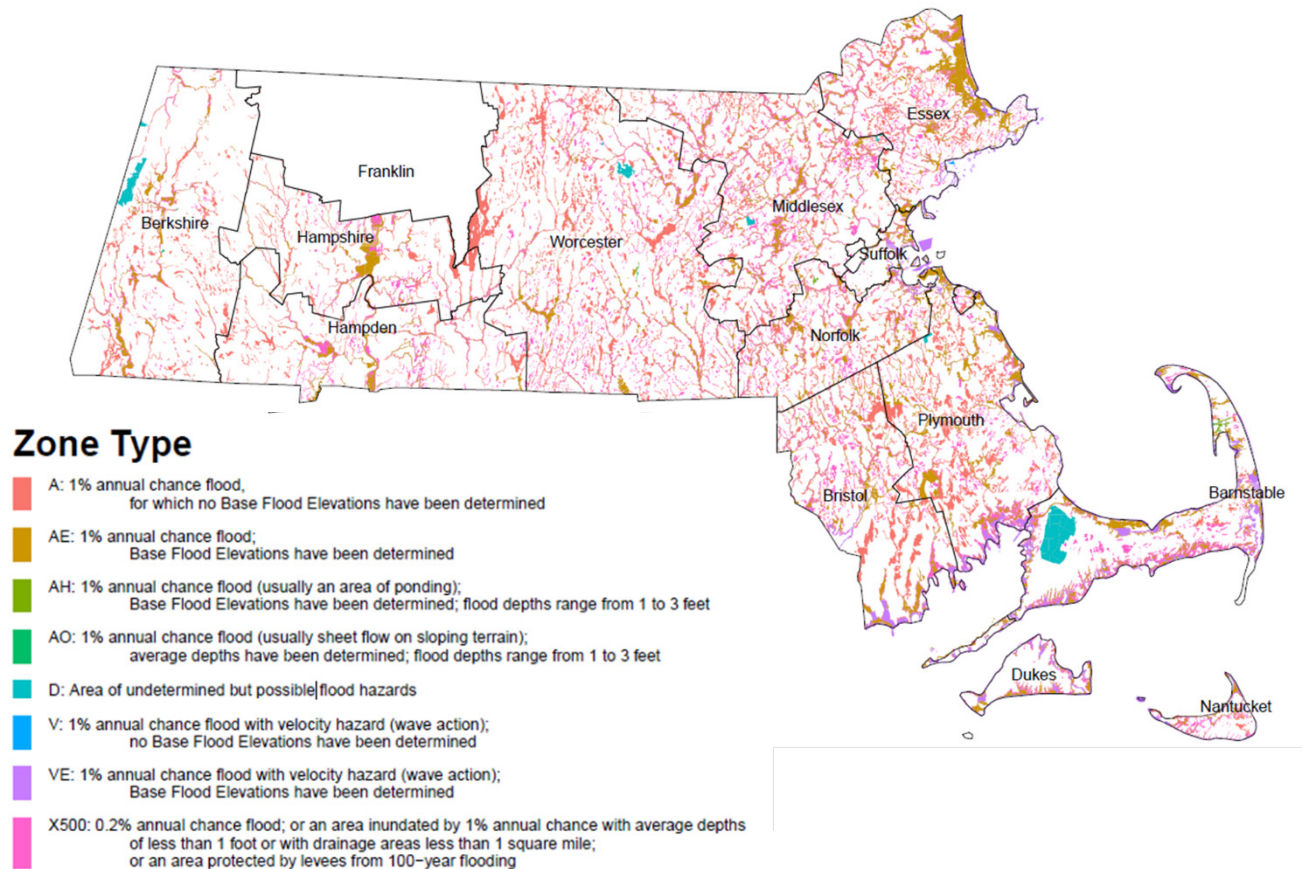 Essex
Franklin
Middlesex
Berkshire
Hampshire
Worcester
Suffolk
Hampden
Norfolk
Plymouth
Bristol
Barnstable
Dukes
Nantucket
Zone Type
A: 1% annual chance flood,
for which no Base Flood Elevations have been determined
AE: 1% annual chance flood;
Base Flood Elevations have been determined
AH: 1% annual chance flood (usually an area of ponding);
Base Flood Elevations have been determined; flood depths range from 1 to 3 feet
AO: 1% annual chance flood (usually sheet flow on sloping terrain);
average depths have been determined; flood depths range from 1 to 3 feet
D: Area of undetermined but possible flood hazards
V: 1% annual chance flood with velocity hazard (wave action);
no Base Flood Elevations have been determined
VE: 1% annual chance flood with velocity hazard (wave action);
Base Flood Elevations have been determined
X500: 0.2% annual chance flood; or an area inundated by 1% annual chance with average depths
of less than 1 foot or with drainage areas less than 1 square mile;
or an area protected by levees from 100−year flooding